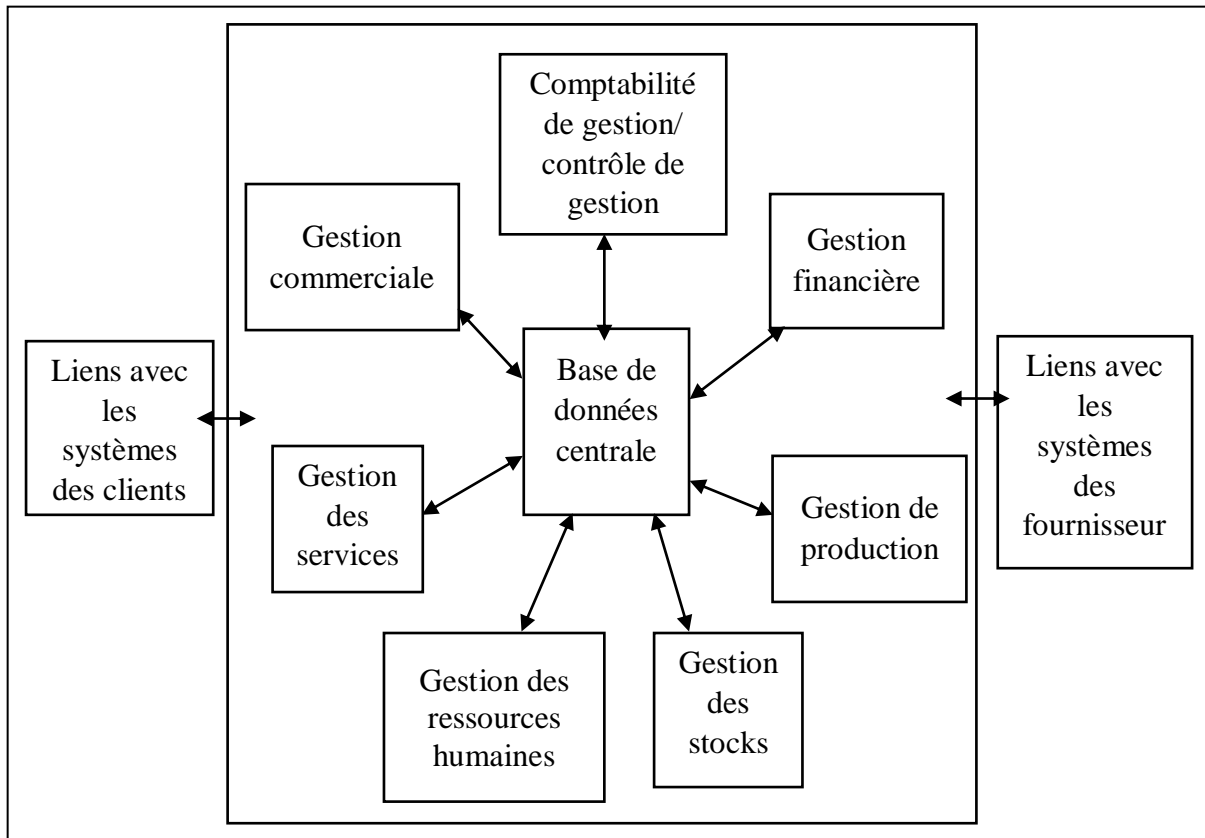 Comptabilité
de gestion/
contrôle de
gestion
Gestion
commerciale
Gestion
financière
Liens avec
les
systèmes
des clients
Base de
données
centrale
Liens avec
les
systèmes
des
fournisseur
Gestion
des
services
Gestion de
production
Gestion des
ressources
humaines
Gestion
des
stocks